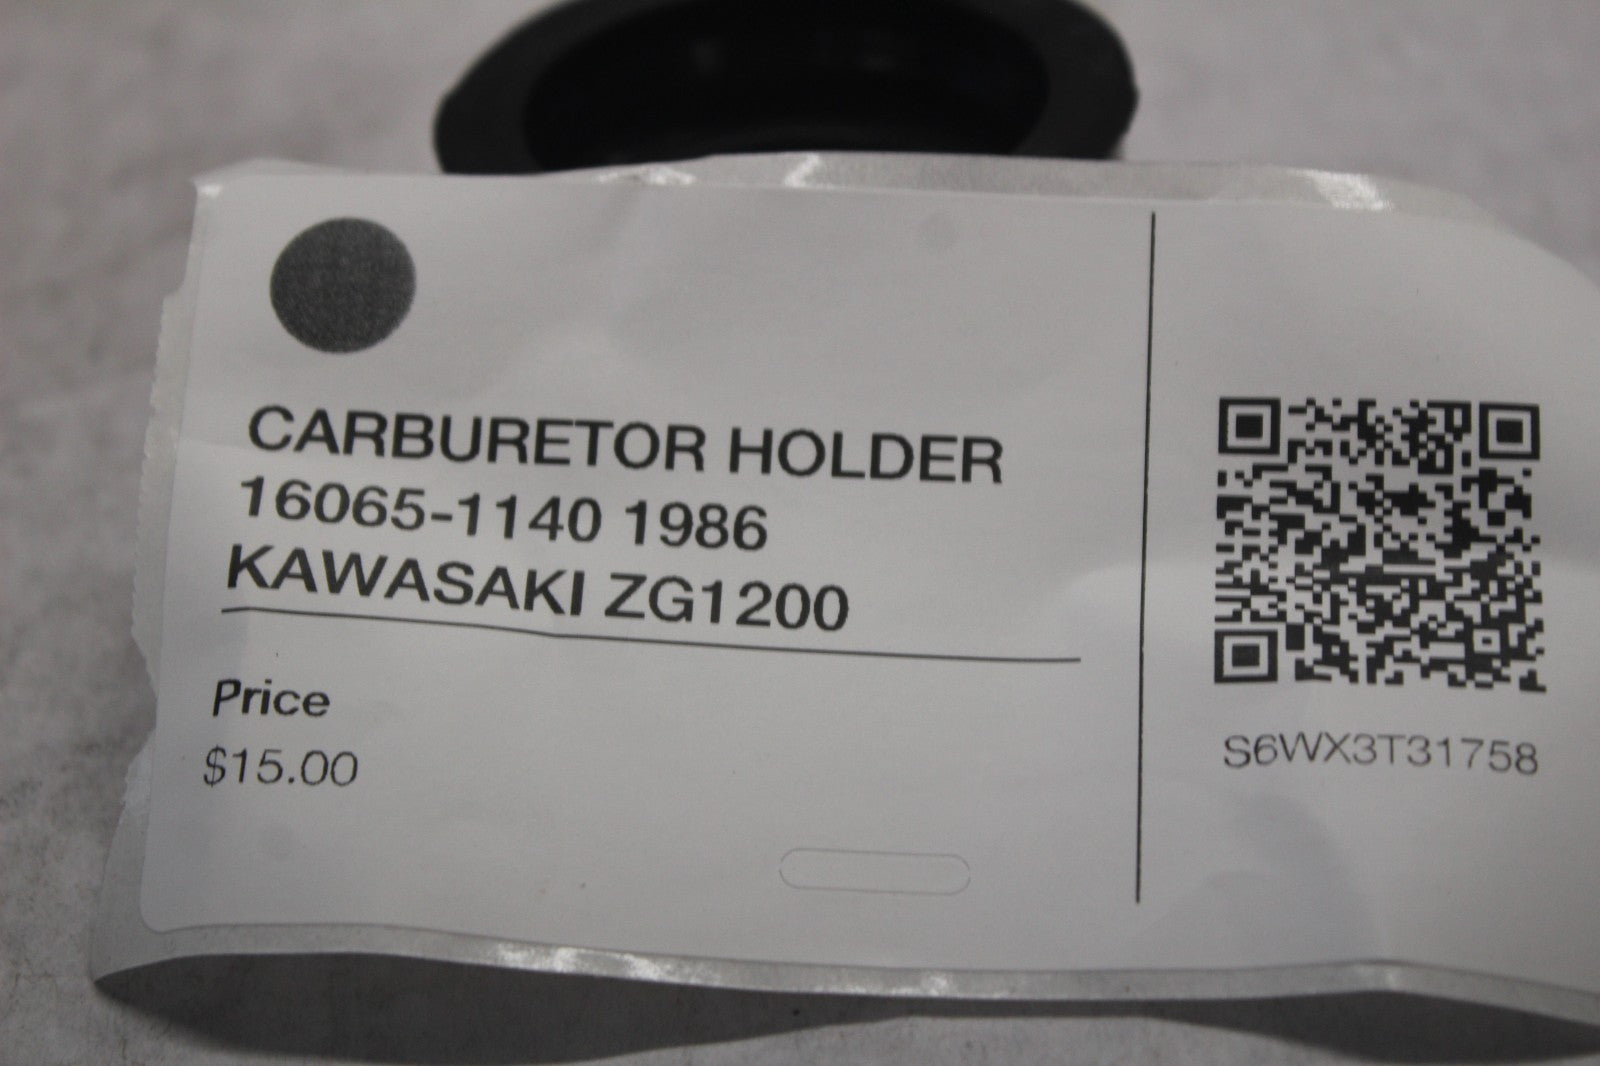 CARBURETOR HOLDER
16065-1140 1986
KAWASAKI ZG1200
Price
$15.00
S6WX3T31758